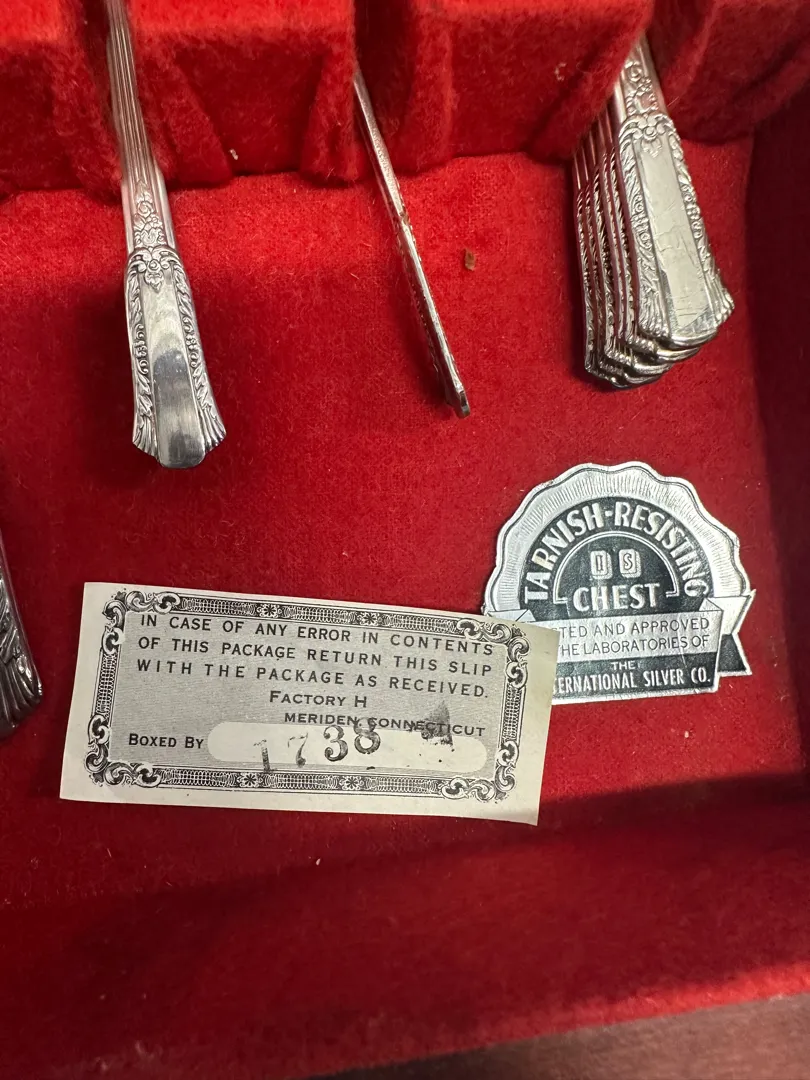 TARNISH-RESISTING
I S
CHEST
TED AND APPROVED
HE LABORATORIES OF
THE
ERNATIONAL SILVER CO.
IN CASE OF ANY ERROR IN CONTENTS
OF THIS PACKAGE RETURN THIS SLIP
WITH THE PACKAGE AS RECEIVED.
FACTORY H
MERIDEN, CONNECTICUT
BOXED BY 1738